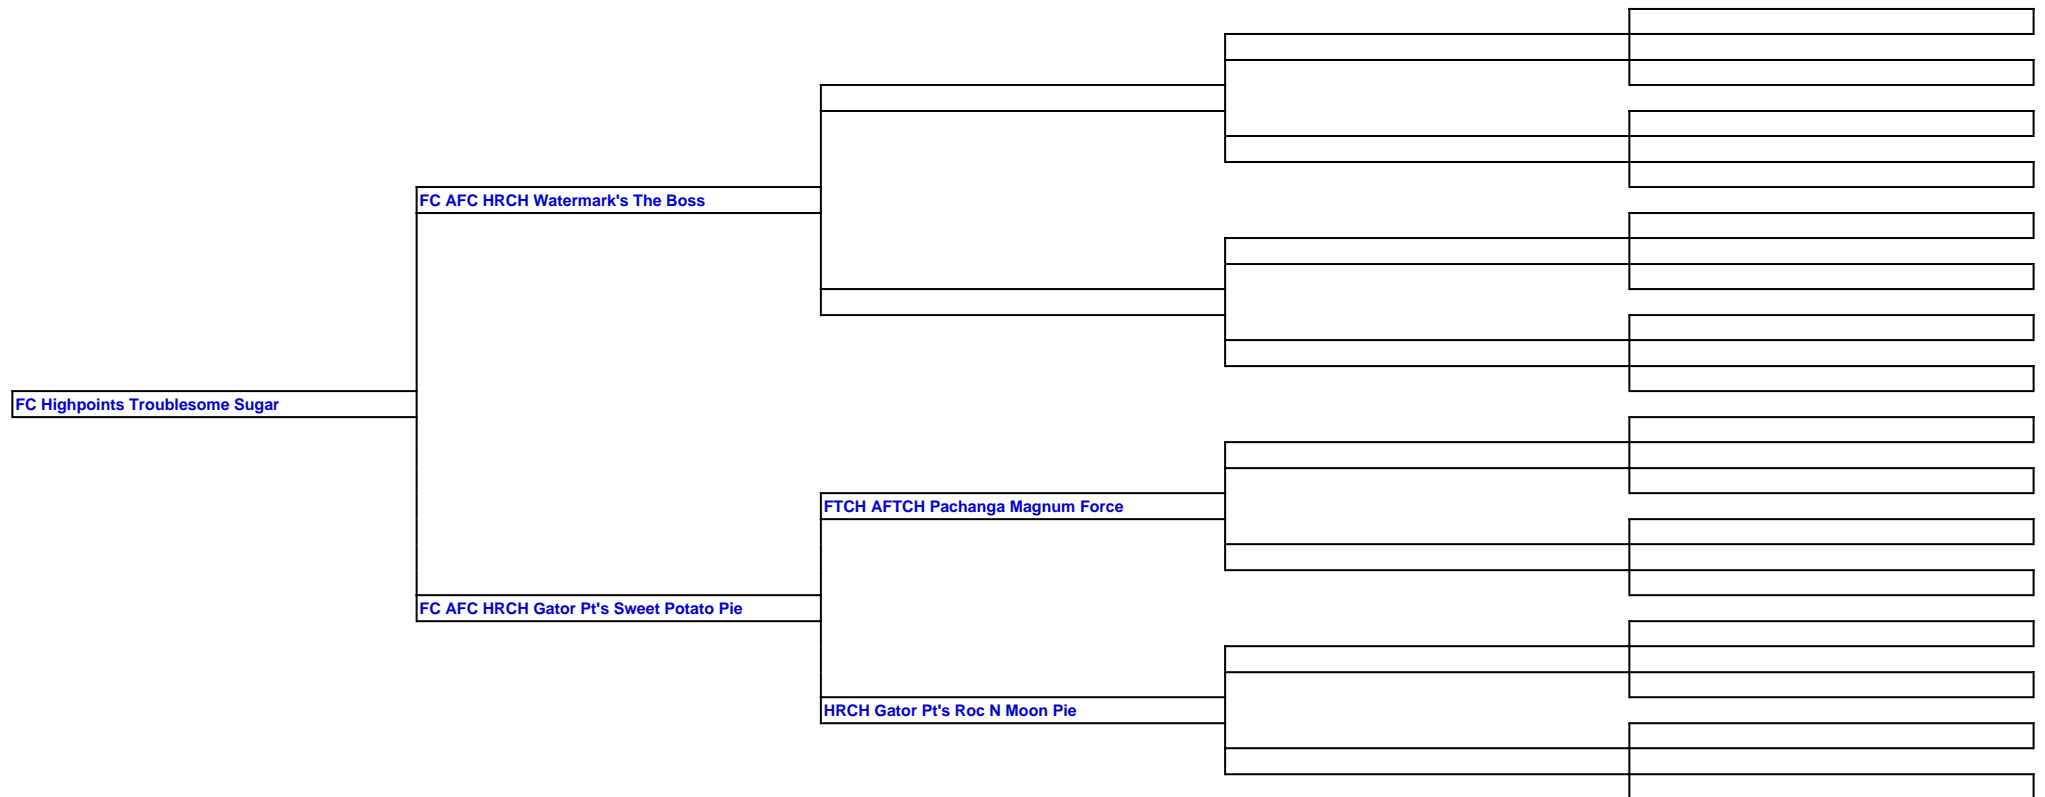 FC AFC HRCH Watermark's The Boss
FC Highpoints Troublesome Sugar
FTCH AFTCH Pachanga Magnum Force
FC AFC HRCH Gator Pt's Sweet Potato Pie
HRCH Gator Pt's Roc N Moon Pie